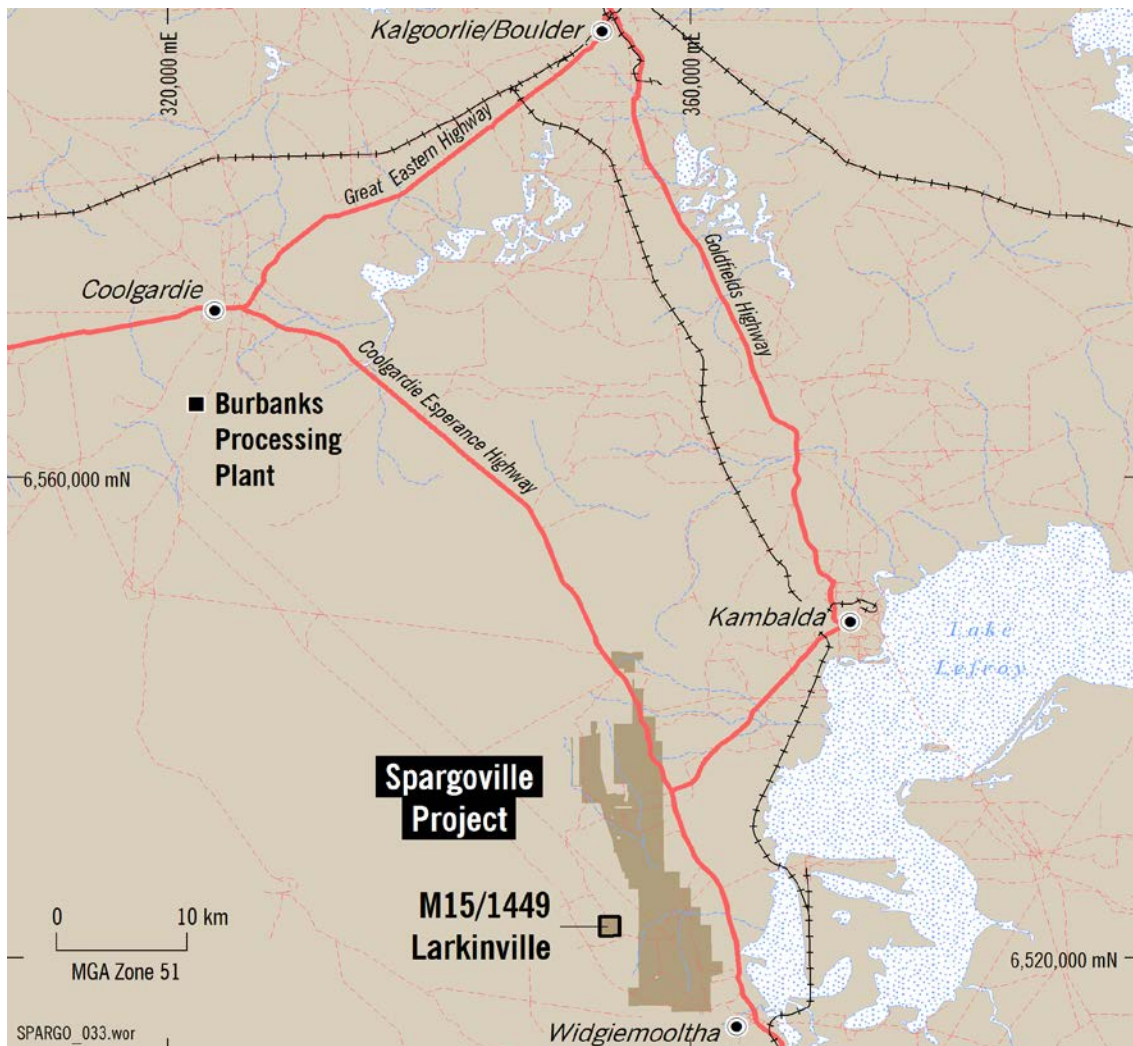 Kalgoorlie/Boulder
320,000 mE
360,000 mE
Great Eastern Highway
Goldfields Highway
Coolgardie
Coolgardie Esperance Highway
Burbanks
Processing
Plant
6,560,000 mN
Kambalda
Lake
Lefroy
Spargoville
Project
M15/1449
Larkinville
0 10 km
MGA Zone 51
6,520,000 mN
SPARGO_033.wor
Widgiemooltha